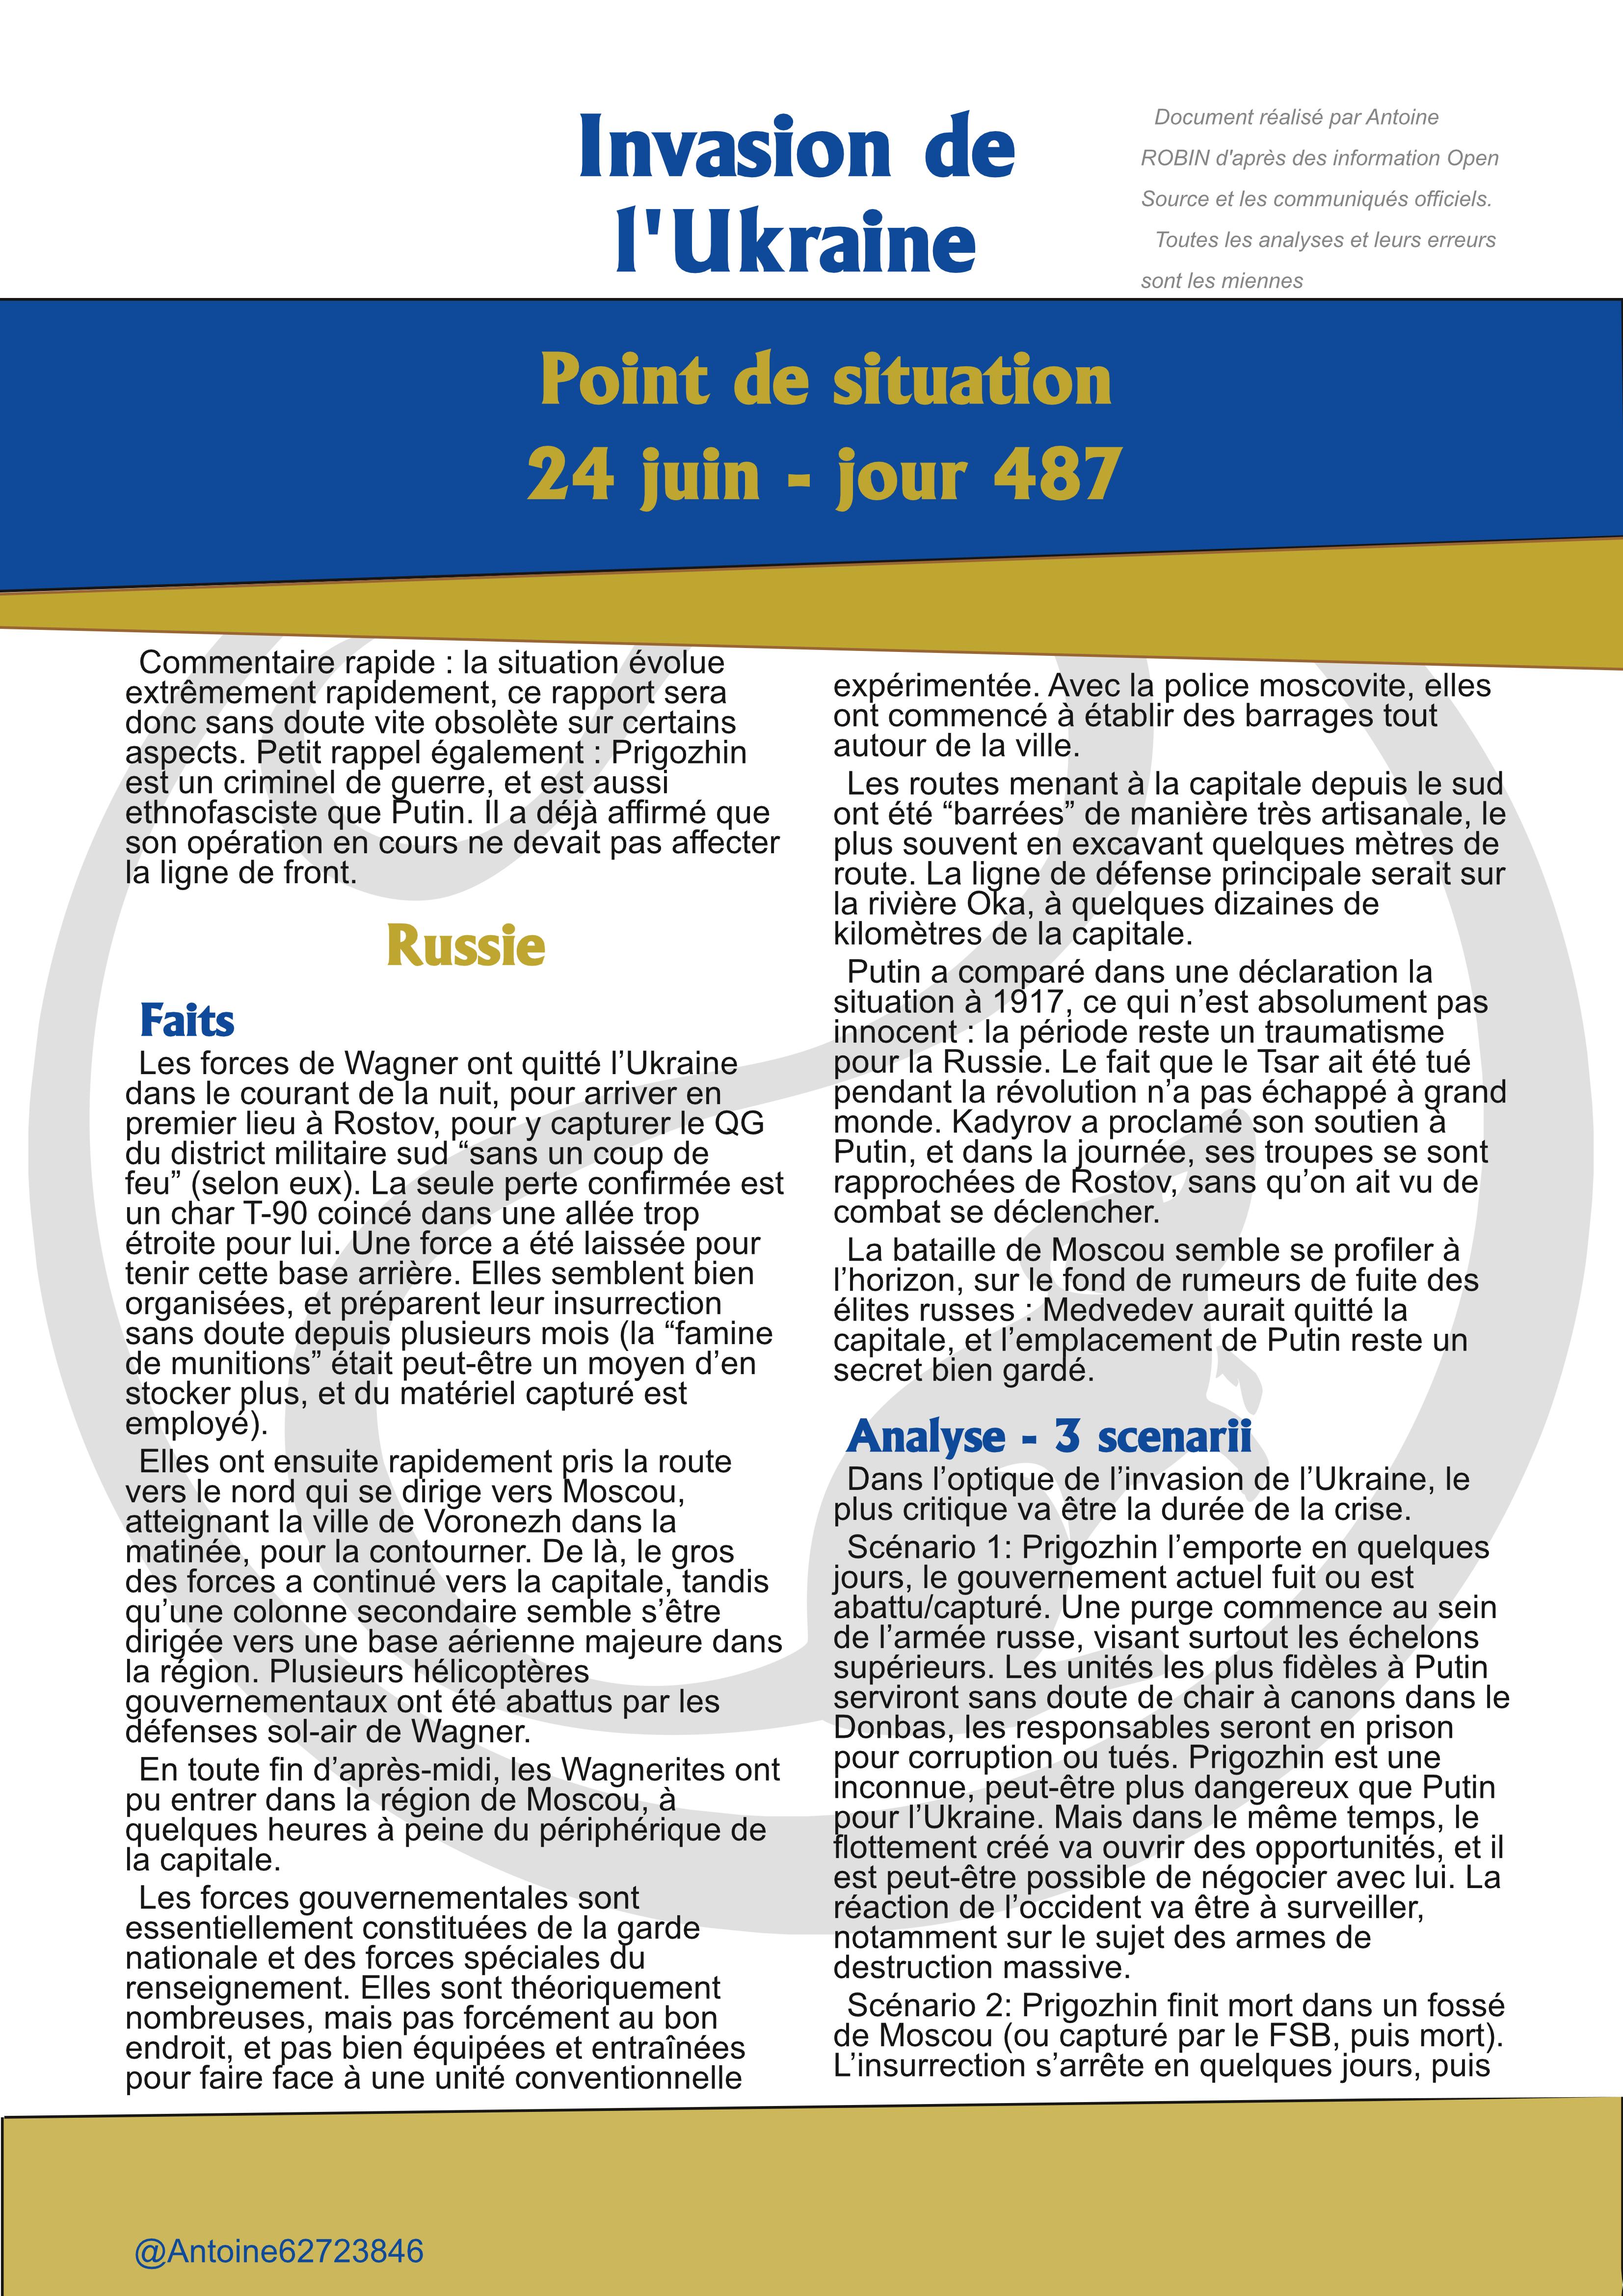 Invasion de
l'Ukraine
Document réalisé par Antoine
ROBIN d'après des information Open
Source et les communiqués officiels.
Toutes les analyses et leurs erreurs
sont les miennes
Point de situation
24 juin - jour 487
Commentaire rapide : la situation évolue
extrêmement rapidement, ce rapport sera
donc sans doute vite obsolète sur certains
aspects. Petit rappel également : Prigozhin
est un criminel de guerre, et est aussi
ethnofasciste que Putin. Il a déjà affirmé que
son opération en cours ne devait pas affecter
la ligne de front.
Russie
Faits
Les forces de Wagner ont quitté l’Ukraine
dans le courant de la nuit, pour arriver en
premier lieu à Rostov, pour y capturer le QG
du district militaire sud “sans un coup de
feu” (selon eux). La seule perte confirmée est
un char T-90 coincé dans une allée trop
étroite pour lui. Une force a été laissée pour
tenir cette base arrière. Elles semblent bien
organisées, et préparent leur insurrection
sans doute depuis plusieurs mois (la “famine
de munitions” était peut-être un moyen d’en
stocker plus, et du matériel capturé est
employé).
Elles ont ensuite rapidement pris la route
vers le nord qui se dirige vers Moscou,
atteignant la ville de Voronezh dans la
matinée, pour la contourner. De là, le gros
des forces a continué vers la capitale, tandis
qu’une colonne secondaire semble s’être
dirigée vers une base aérienne majeure dans
la région. Plusieurs hélicoptères
gouvernementaux ont été abattus par les
défenses sol-air de Wagner.
En toute fin d’après-midi, les Wagnerites ont
pu entrer dans la région de Moscou, à
quelques heures à peine du périphérique de
la capitale.
Les forces gouvernementales sont
essentiellement constituées de la garde
nationale et des forces spéciales du
renseignement. Elles sont théoriquement
nombreuses, mais pas forcément au bon
endroit, et pas bien équipées et entraînées
pour faire face à une unité conventionnelle
expérimentée. Avec la police moscovite, elles
ont commencé à établir des barrages tout
autour de la ville.
Les routes menant à la capitale depuis le sud
ont été “barrées” de manière très artisanale, le
plus souvent en excavant quelques mètres de
route. La ligne de défense principale serait sur
la rivière Oka, à quelques dizaines de
kilomètres de la capitale.
Putin a comparé dans une déclaration la
situation à 1917, ce qui n’est absolument pas
innocent : la période reste un traumatisme
pour la Russie. Le fait que le Tsar ait été tué
pendant la révolution n’a pas échappé à grand
monde. Kadyrov a proclamé son soutien à
Putin, et dans la journée, ses troupes se sont
rapprochées de Rostov, sans qu’on ait vu de
combat se déclencher.
La bataille de Moscou semble se profiler à
l’horizon, sur le fond de rumeurs de fuite des
élites russes : Medvedev aurait quitté la
capitale, et l’emplacement de Putin reste un
secret bien gardé.
Analyse - 3 scenarii
Dans l’optique de l’invasion de l’Ukraine, le
plus critique va être la durée de la crise.
Scénario 1: Prigozhin l’emporte en quelques
jours, le gouvernement actuel fuit ou est
abattu/capturé. Une purge commence au sein
de l’armée russe, visant surtout les échelons
supérieurs. Les unités les plus fidèles à Putin
serviront sans doute de chair à canons dans le
Donbas, les responsables seront en prison
pour corruption ou tués. Prigozhin est une
inconnue, peut-être plus dangereux que Putin
pour l’Ukraine. Mais dans le même temps, le
flottement créé va ouvrir des opportunités, et il
est peut-être possible de négocier avec lui. La
réaction de l’occident va être à surveiller,
notamment sur le sujet des armes de
destruction massive.
Scénario 2: Prigozhin finit mort dans un fossé
de Moscou (ou capturé par le FSB, puis mort).
L’insurrection s’arrête en quelques jours, puis
@Antoine62723846